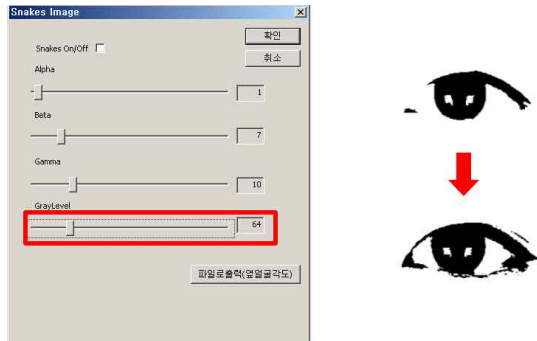 Snakes Image
확인
Snakes On/Off
취소
Alpha
1
Beta
7
Gamma
10
GrayLevel
64
파일로출력(옆얼굴각도)